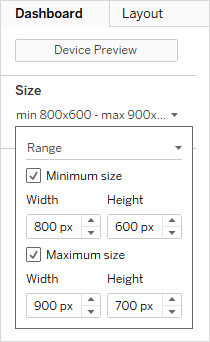 Dashboard Layout
Device Preview
Size
min 800x600 - max 900x...
Range
Minimum size
Width Height
800 px 600 px
Maximum size
Width Height
900 px 700 px